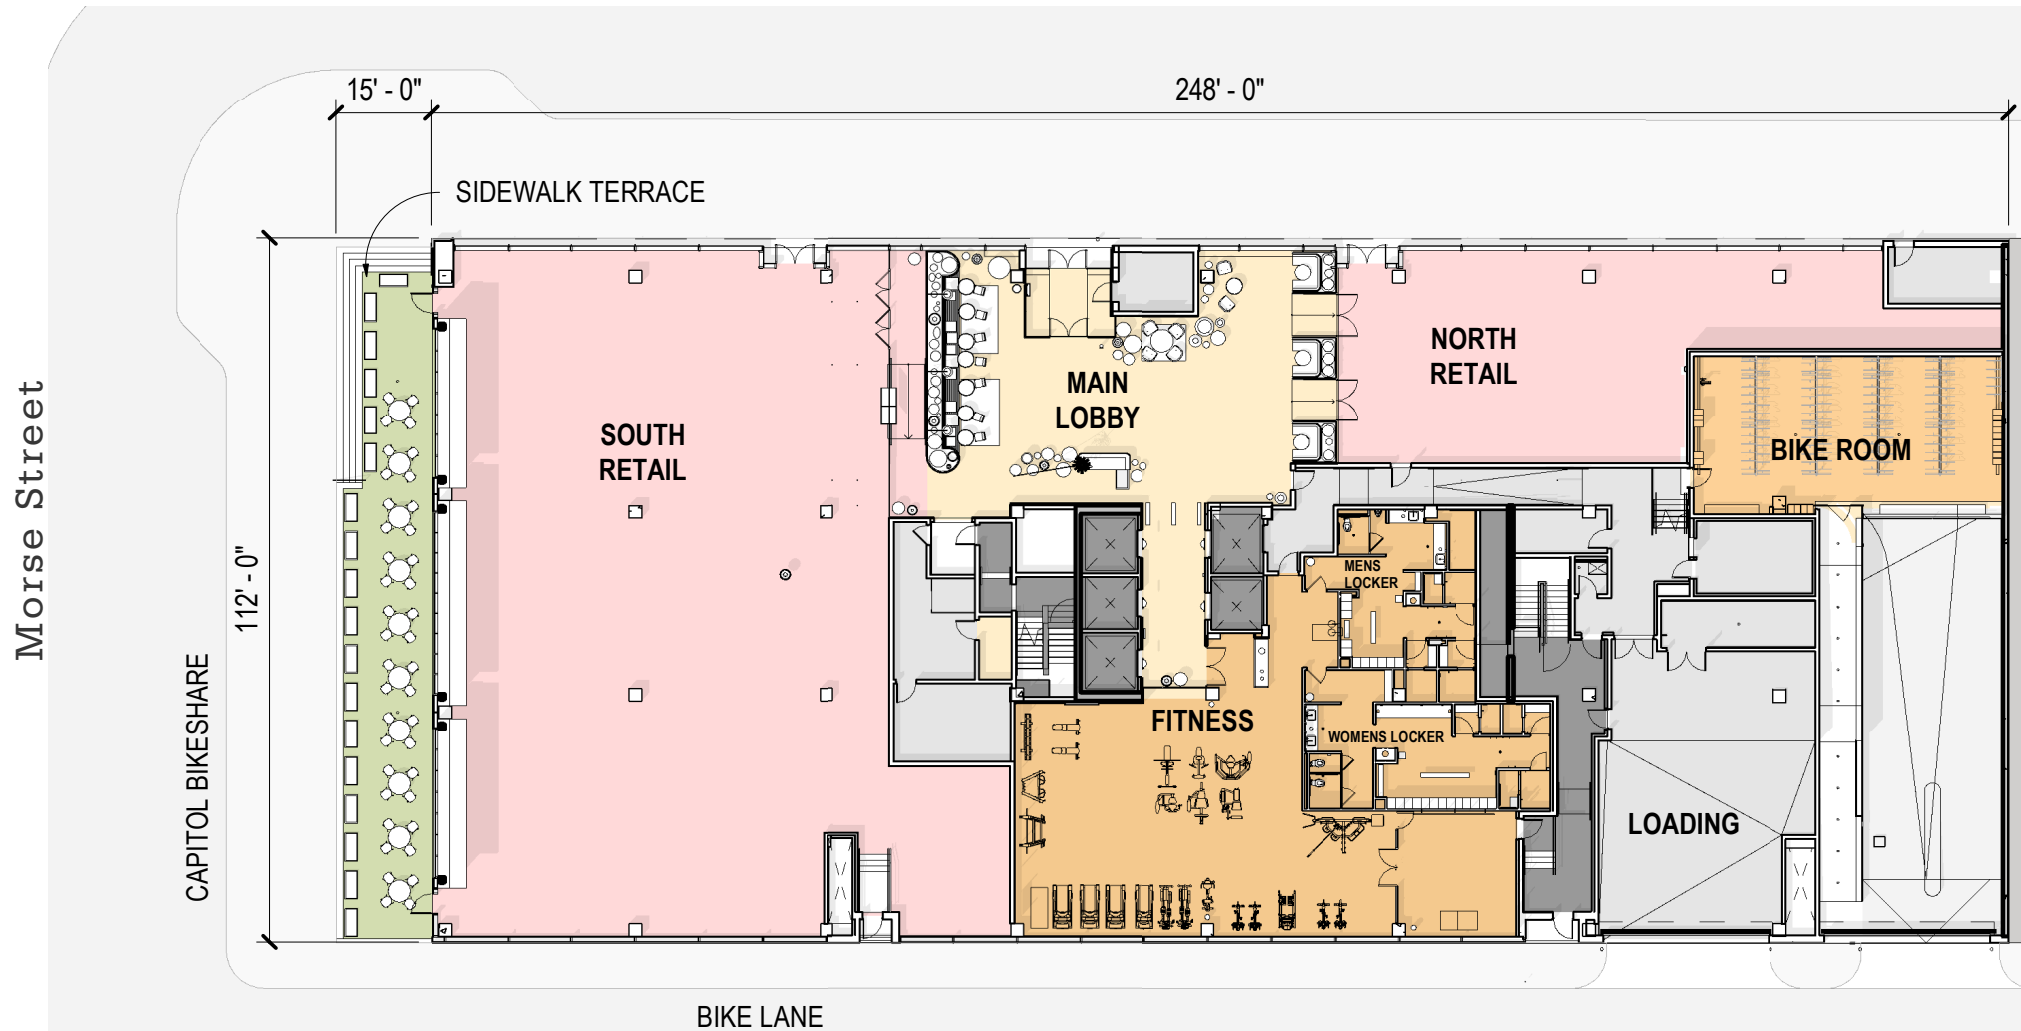 15' - 0"
248' - 0"
SIDEWALK TERRACE
NORTH
RETAIL
MAIN
LOBBY
SOUTH
RETAIL
BIKE ROOM
Morse Street
112' - 0"
MENS
LOCKER
CAPITOL BIKESHARE
FITNESS
WOMENS LOCKER
LOADING
BIKE LANE